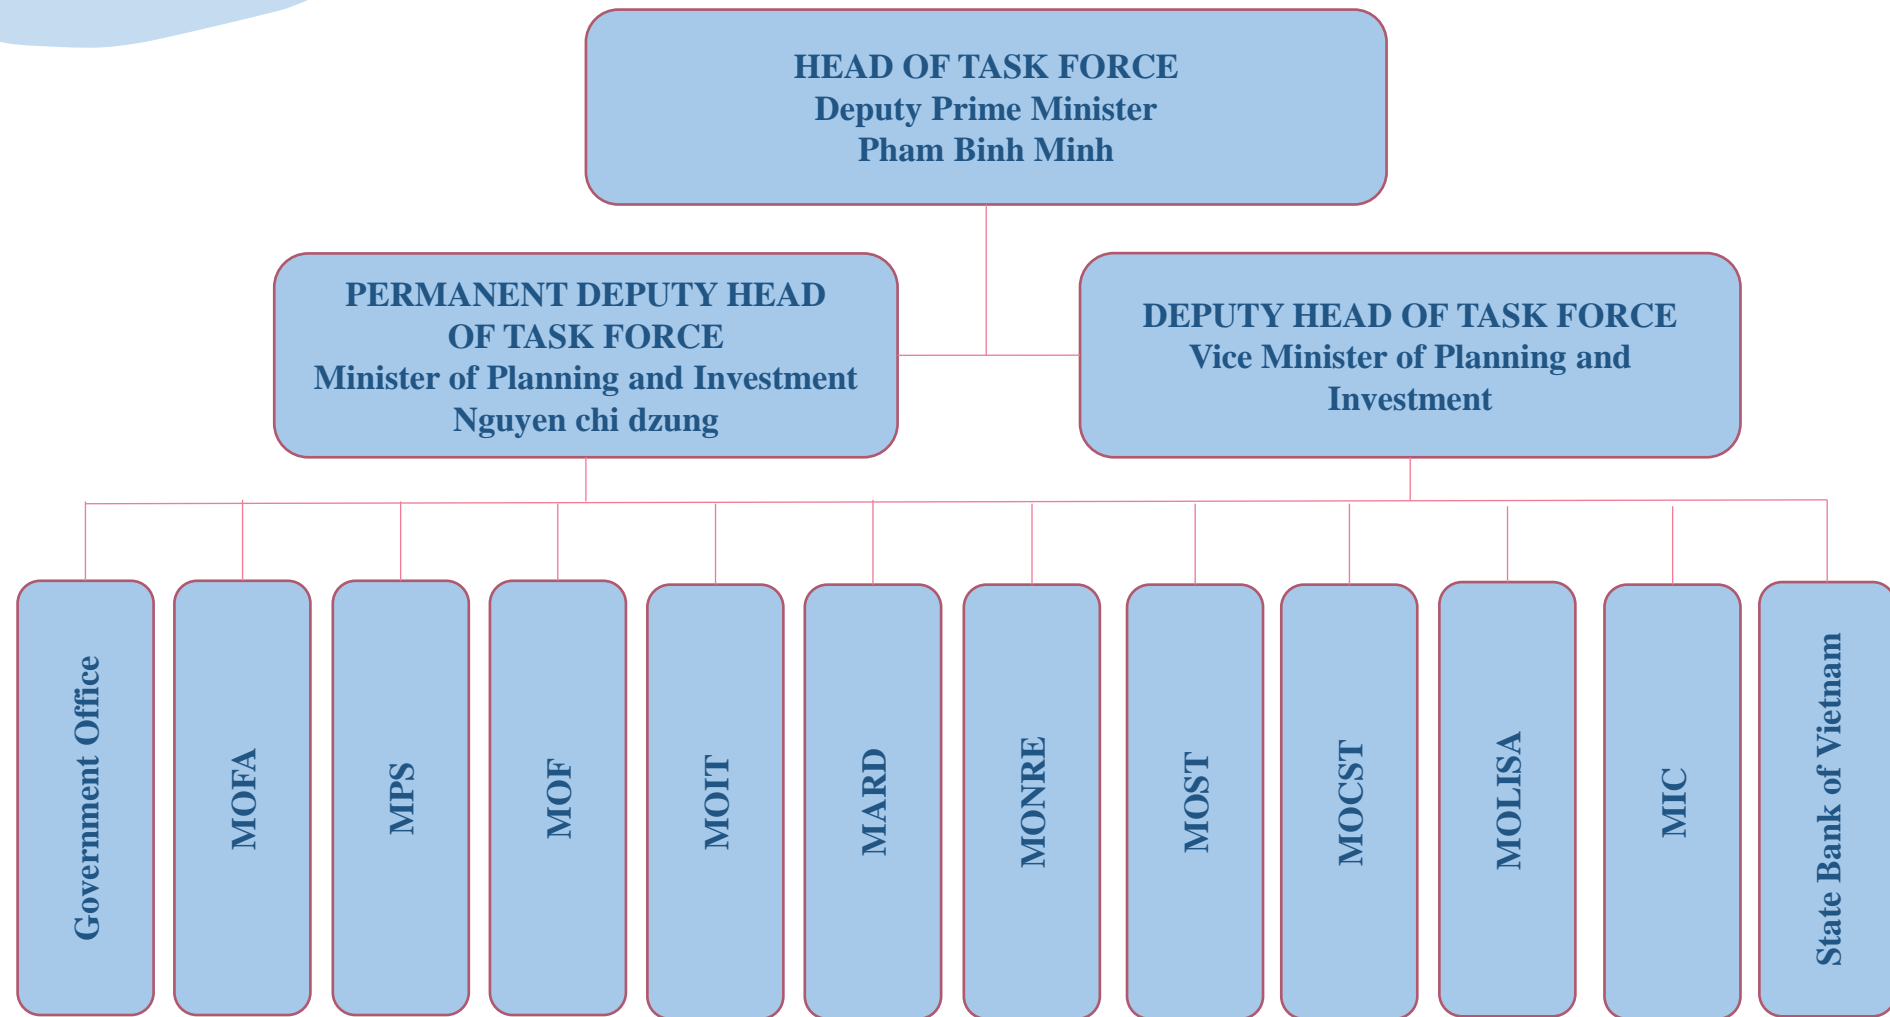 HEAD OF TASK FORCE
Deputy Prime Minister
Pham Binh Minh
PERMANENT DEPUTY HEAD
OF TASK FORCE
Minister of Planning and Investment
Nguyen chi dzung
DEPUTY HEAD OF TASK FORCE
Vice Minister of Planning and
Investment
Government Office
MOFA
MPS
MOF
MOIT
MARD
MONRE
MOST
MOCST
MOLISA
MIC
State Bank of Vietnam